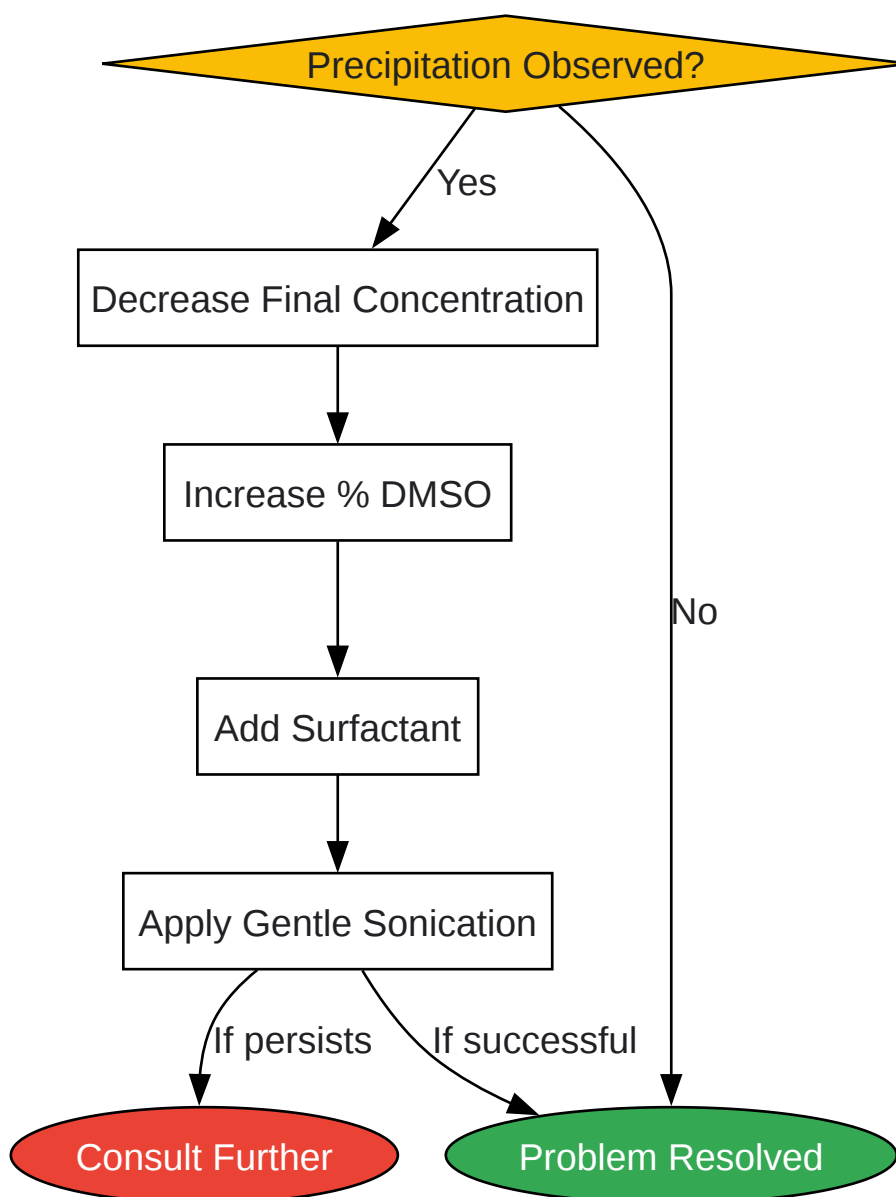 Precipitation Observed?
Yes
Decrease Final Concentration
Increase % DMSO
No
Add Surfactant
Apply Gentle Sonication
If persists
If successful
Consult Further
Problem Resolved